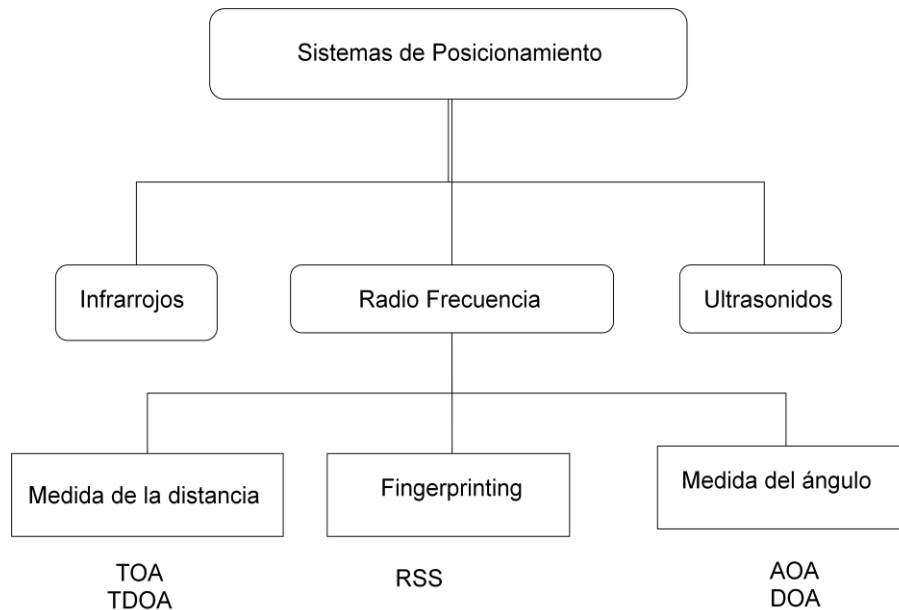 Sistemas de Posicionamiento
Infrarrojos
Radio Frecuencia
Ultrasonidos
Medida de la distancia
Fingerprinting
Medida del ángulo
TOA
TDOA
RSS
AOA
DOA